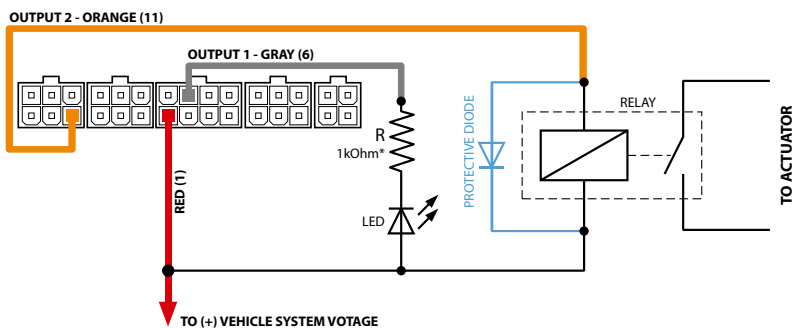 OUTPUT 2 - ORANGE (11)
OUTPUT 1 - GRAY (6)
RELAY
R
1kOhm*
PROTECTIVE DIODE
TO ACTUATOR
RED (1)
LED
TO (+) VEHICLE SYSTEM VOTAGE